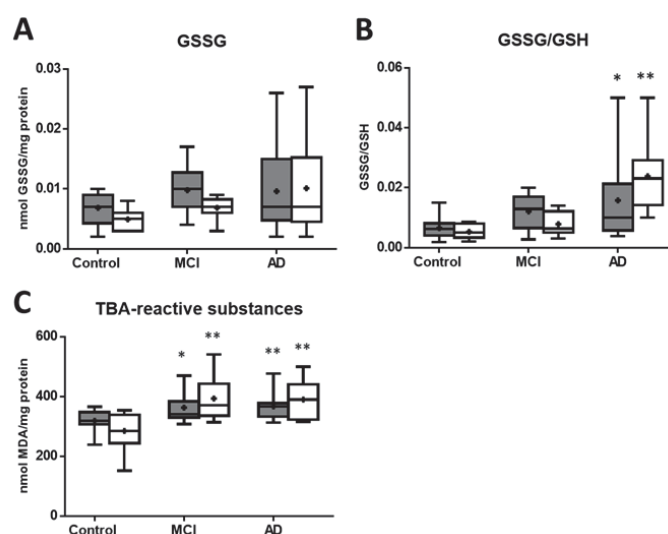 A
GSSG
nmol GSSG/mg protein
0.03
0.02
0.01
0.00
Control
MCI
AD
B
GSSG/GSH
GSSG/GSH
0.06
0.04
0.02
0.00
*
**
Control
MCI
AD
C
TBA-reactive substances
nmol MDA/mg protein
600
400
200
0
*
**
**
**
Control
MCI
AD